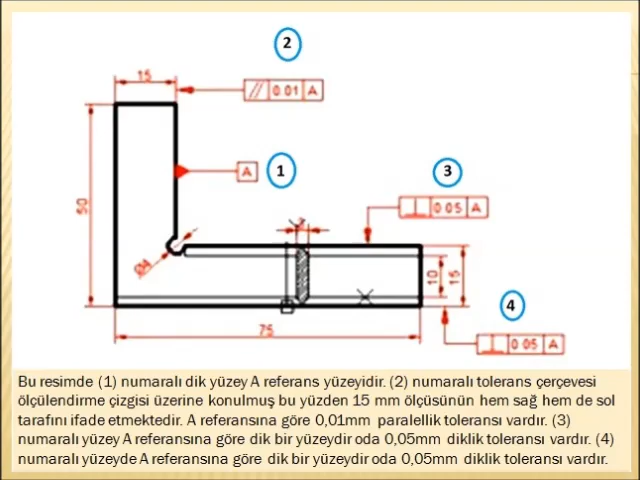 2
15
// 0.01 A
A
1
3
50
⊥ 0 05 A
Ø4
10
15
4
75
⊥ 0 05 A
Bu resimde (1) numaralı dik yüzey A referans yüzeyidir. (2) numaralı tolerans çerçevesi
ölçülendirme çizgisi üzerine konulmuş bu yüzden 15 mm ölçüsünün hem sağ hem de sol
tarafını ifade etmektedir. A referansına göre 0,01mm paralellik toleransı vardır. (3)
numaralı yüzey A referansına göre dik bir yüzeydir oda 0,05mm diklik toleransı vardır. (4)
numaralı yüzeyde A referansına göre dik bir yüzeydir oda 0,05mm diklik toleransı vardır.